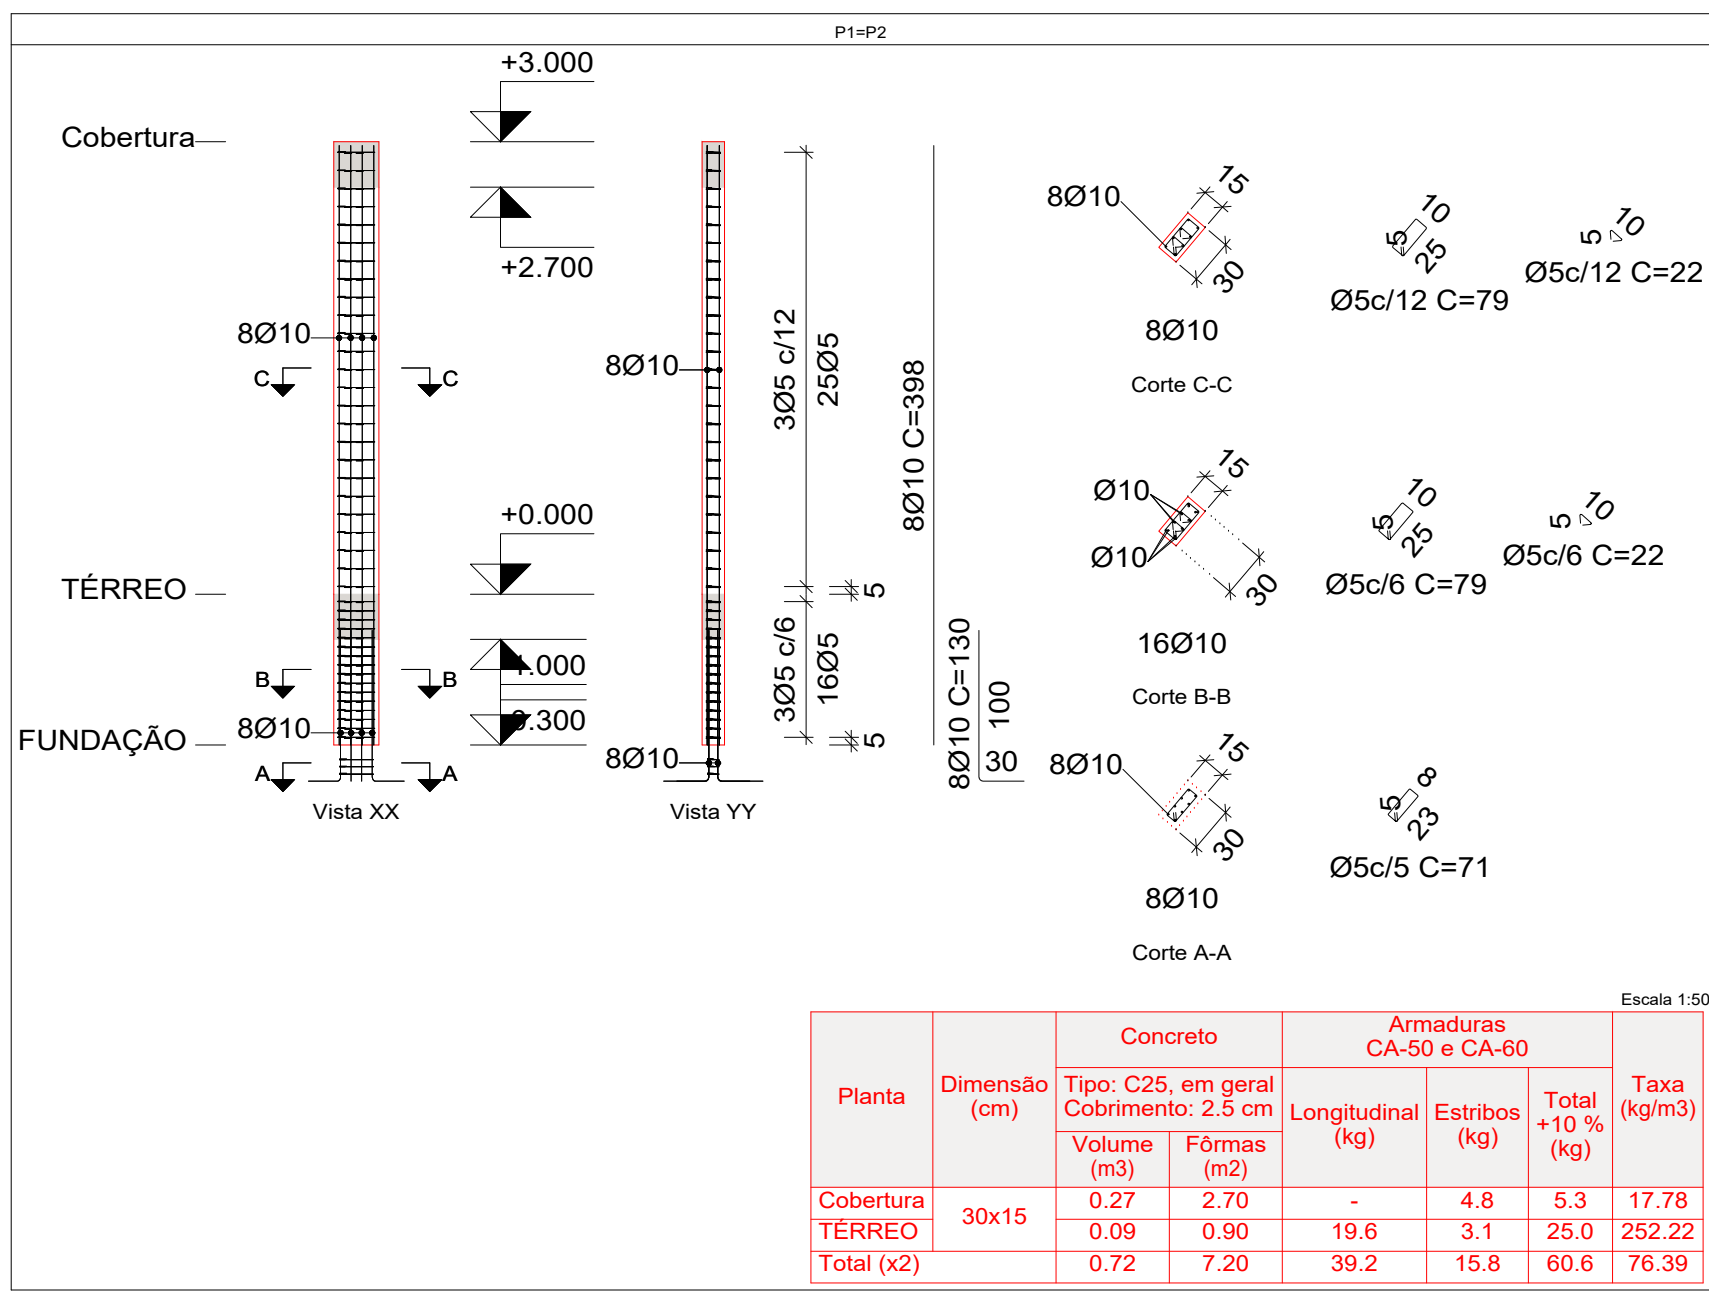 P1=P2
+3.000
Cobertura
+2.700
8Ø10
C
C
8Ø10
3Ø5 c/12
25Ø5
8Ø10 C=398
+0.000
TÉRREO
5
3Ø5 c/6
16Ø5
8Ø10 C=130
100
30
B
B
8Ø10
FUNDAÇÃO
5
8Ø10
A
A
Vista XX
Vista YY
8Ø10
15
30
8Ø10
Corte C-C
10
5
25
Ø5c/12 C=79
5
10
Ø5c/12 C=22
Ø10
Ø10
15
30
16Ø10
Corte B-B
10
5
25
Ø5c/6 C=79
5
10
Ø5c/6 C=22
8Ø10
15
30
8Ø10
Corte A-A
8
5
23
Ø5c/5 C=71
Escala 1:50
Planta
Dimensão
(cm)
Concreto
Tipo: C25, em geral
Cobrimento: 2.5 cm
Volume
(m3)
Fôrmas
(m2)
Armaduras
CA-50 e CA-60
Longitudinal
(kg)
Estribos
(kg)
Total
+10 %
(kg)
Taxa
(kg/m3)
Cobertura 30x15 0.27 2.70 - 4.8 5.3 17.78
TÉRREO 0.09 0.90 19.6 3.1 25.0 252.22
Total (x2) 0.72 7.20 39.2 15.8 60.6 76.39